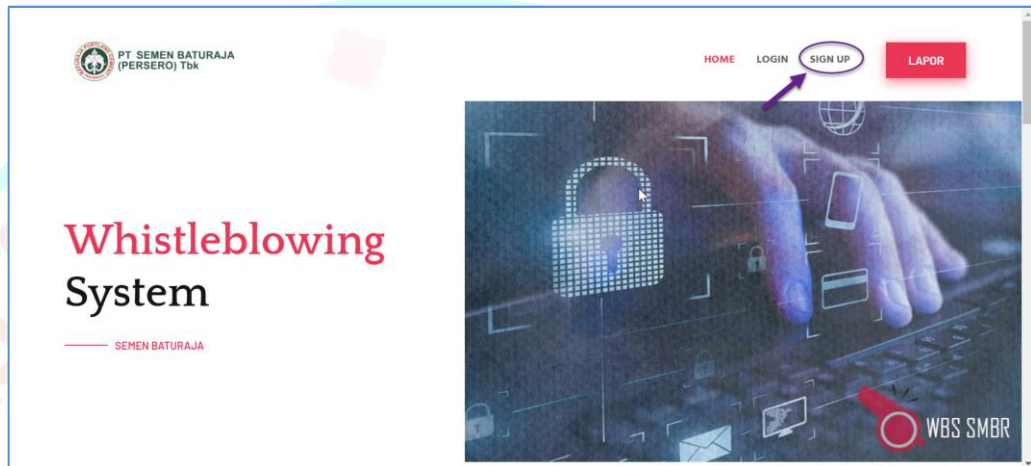 PT SEMEN BATURAJA
(PERSERO) Tbk
HOME LOGIN SIGN UP LAPOR
Whistleblowing
System
SEMEN BATURAJA
WBS SMBR